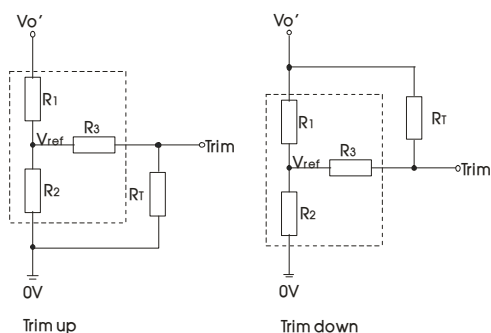 Vo'
R1
Vref
R3
Trim
R2
RT
0V
Trim up
Vo'
R1
RT
Vref
R3
Trim
R2
0V
Trim down